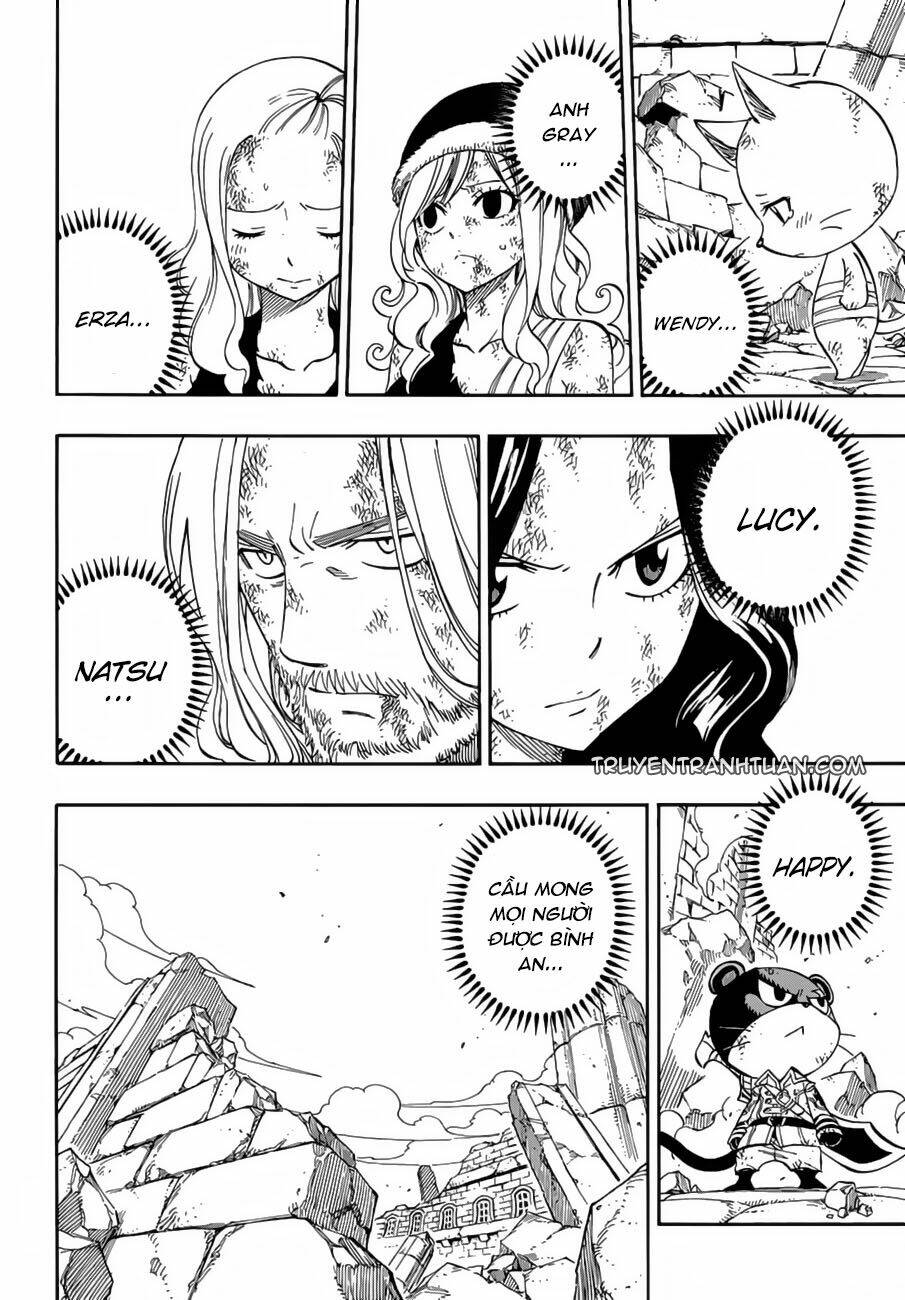 WENDY...
ANH
GRAY
...
ERZA...
LUCY.
NATSU
...
TRUYENTRANHTUAN.COM
HAPPY.
CẦU MONG
MỌI NGƯỜI
ĐƯỢC BÌNH
AN...